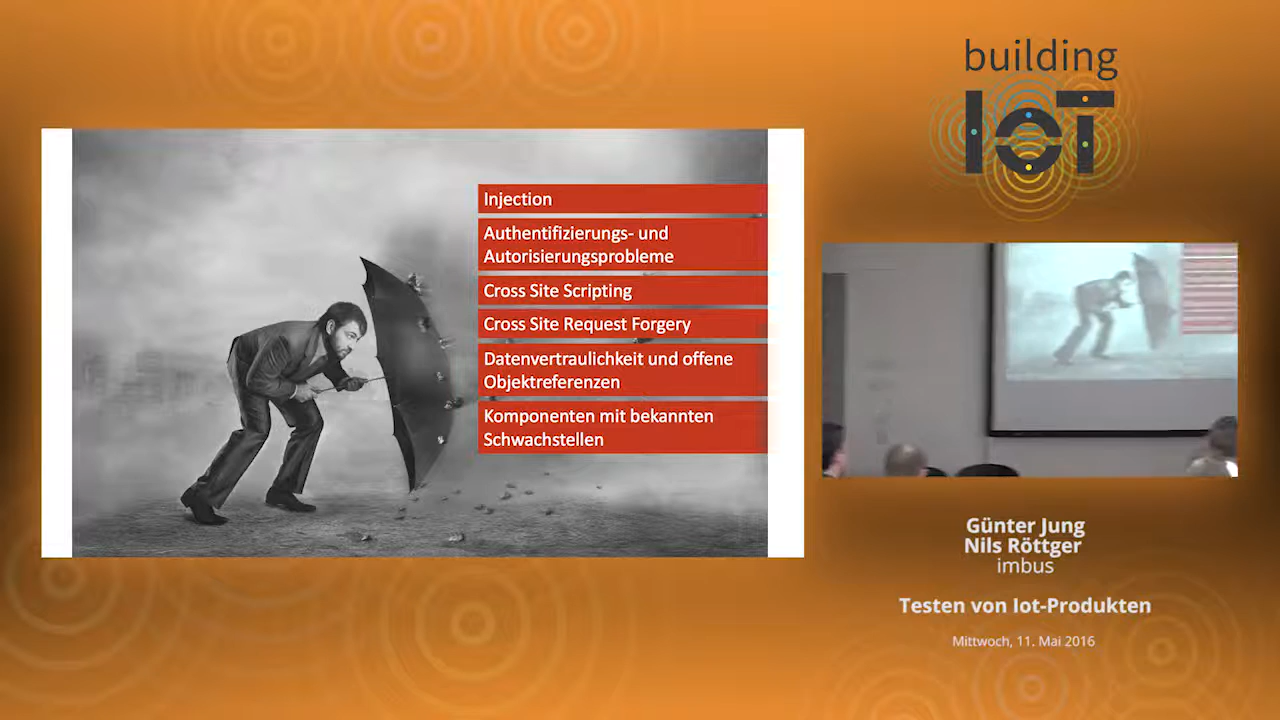 building
IoT
Injection
Authentifizierungs- und
Autorisierungsprobleme
Cross Site Scripting
Cross Site Request Forgery
Datenvertraulichkeit und offene
Objektreferenzen
Komponenten mit bekannten
Schwachstellen
Günter Jung
Nils Röttger
imbus
Testen von Iot-Produkten
Mittwoch, 11. Mai 2016